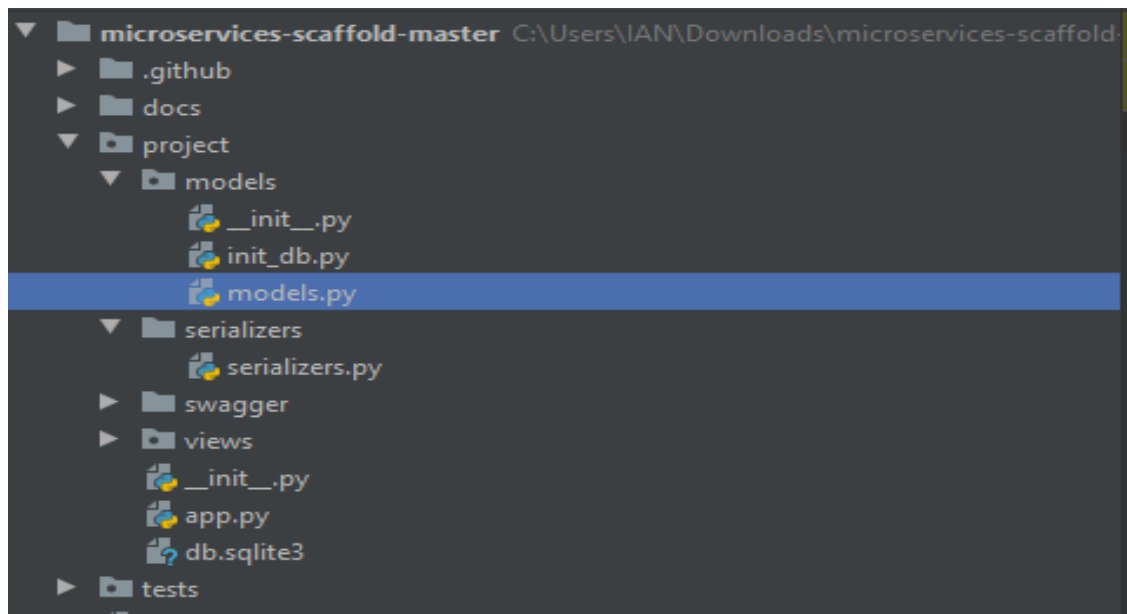 microservices-scaffold-master C:\Users\IAN\Downloads\microservices-scaffold-
.github
docs
project
models
__init__.py
init_db.py
models.py
serializers
serializers.py
swagger
views
__init__.py
app.py
db.sqlite3
tests